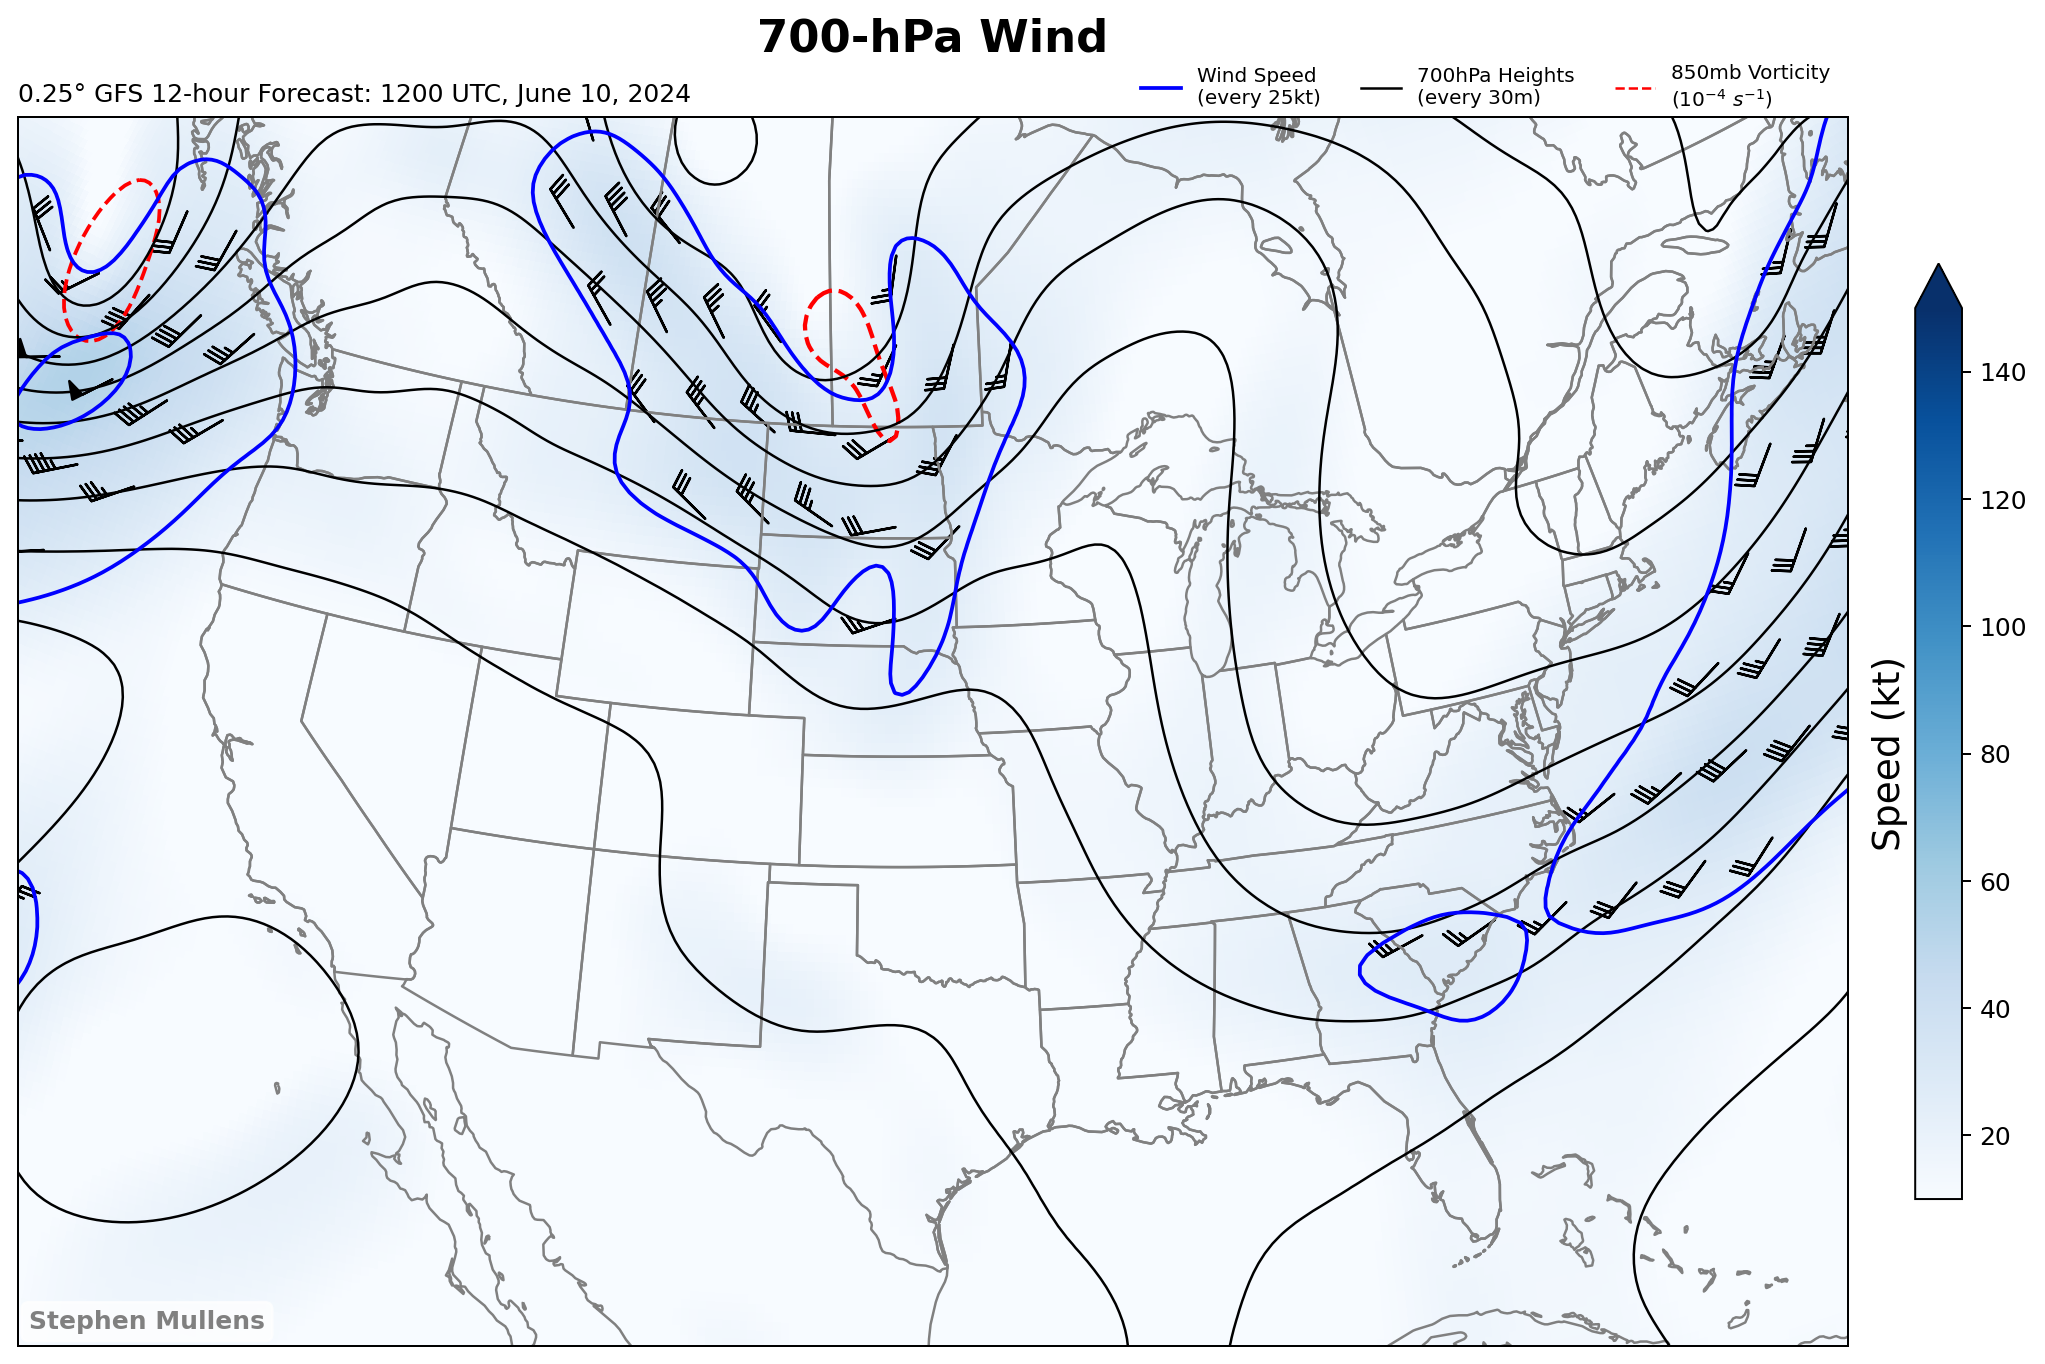 700-hPa Wind
0.25° GFS 12-hour Forecast: 1200 UTC, June 10, 2024
Wind Speed
(every 25kt)
700hPa Heights
(every 30m)
850mb Vorticity
(10⁻⁴ s⁻¹)
140
120
100
80
60
40
20
Speed (kt)
Stephen Mullens